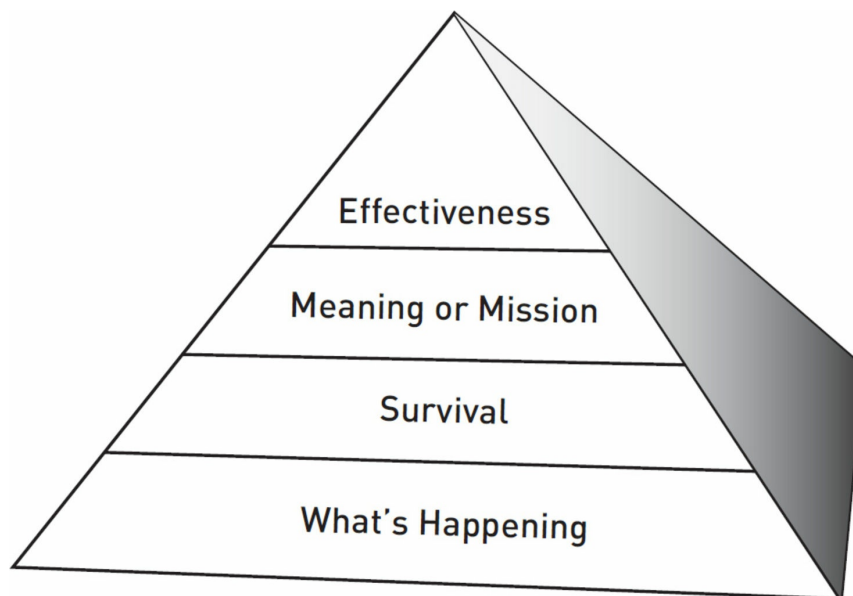 Effectiveness
Meaning or Mission
Survival
What's Happening